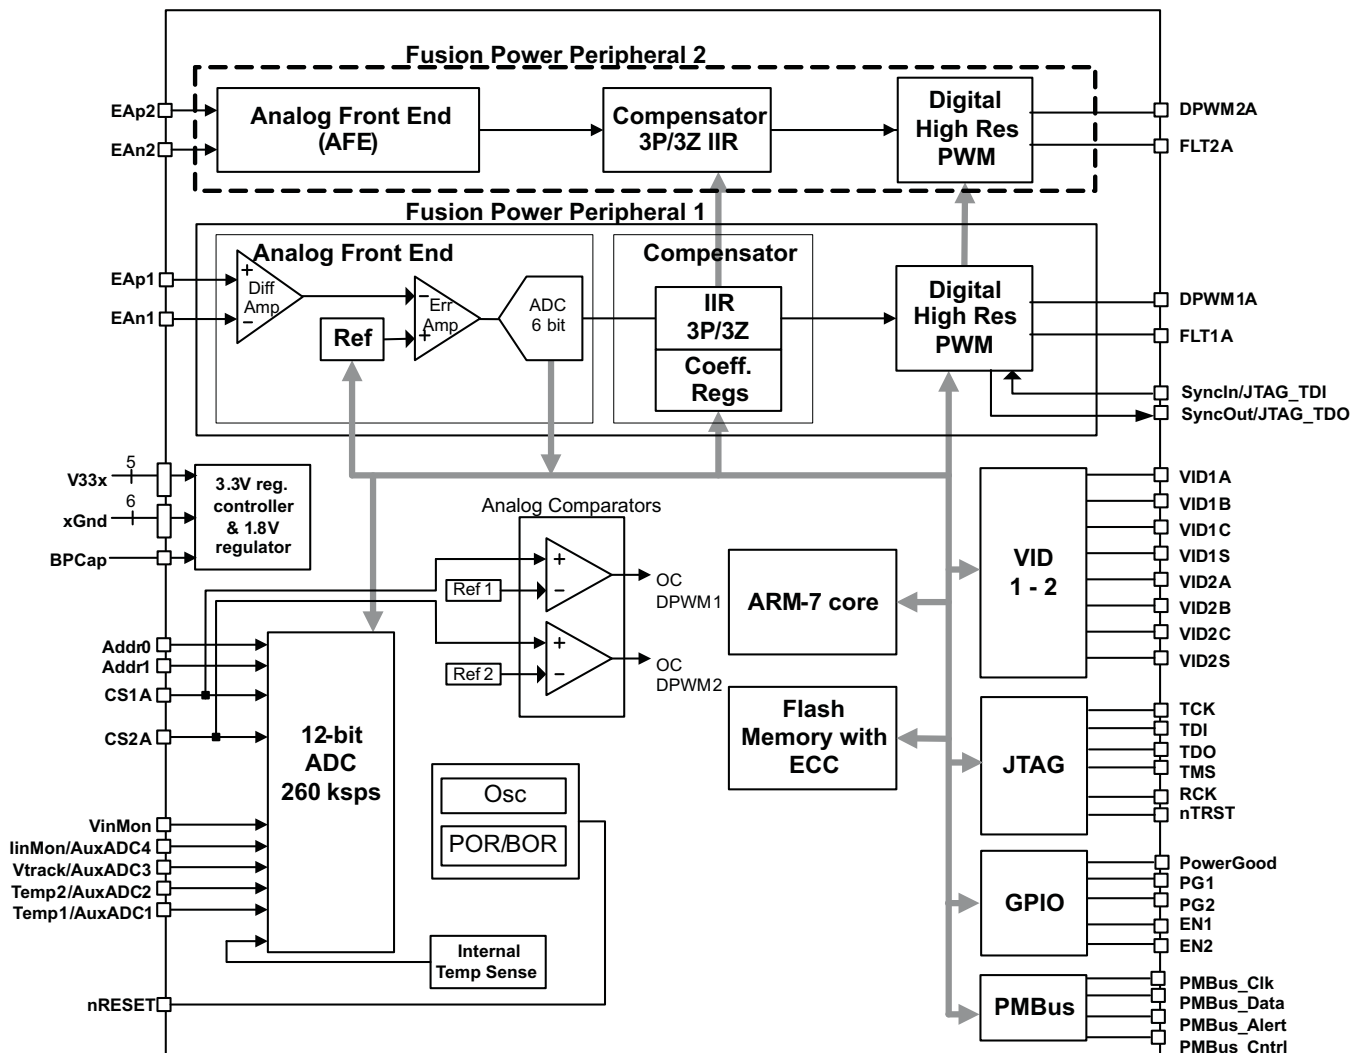 Fusion Power Peripheral 2
EAp2
EAn2
Analog Front End
(AFE)
Compensator
3P/3Z IIR
Digital
High Res
PWM
DPWM2A
FLT2A
Fusion Power Peripheral 1
Analog Front End
Compensator
EAp1
EAn1
+
Diff
Amp
−
Ref
−
Err
Amp
+
ADC
6 bit
IIR
3P/3Z
Coeff.
Regs
Digital
High Res
PWM
DPWM1A
FLT1A
SyncIn/JTAG_TDI
SyncOut/JTAG_TDO
V33x
5
xGnd
6
BPCap
3.3V reg.
controller
& 1.8V
regulator
Analog Comparators
Ref 1
+
−
OC
DPWM1
Ref 2
+
−
OC
DPWM2
ARM-7 core
Flash
Memory with
ECC
VID
1 - 2
VID1A
VID1B
VID1C
VID1S
VID2A
VID2B
VID2C
VID2S
Addr0
Addr1
CS1A
CS2A
VinMon
IinMon/AuxADC4
Vtrack/AuxADC3
Temp2/AuxADC2
Temp1/AuxADC1
nRESET
12-bit
ADC
260 ksps
Osc
POR/BOR
Internal
Temp Sense
JTAG
TCK
TDI
TDO
TMS
RCK
nTRST
GPIO
PowerGood
PG1
PG2
EN1
EN2
PMBus
PMBus_Clk
PMBus_Data
PMBus_Alert
PMBus_Cntrl